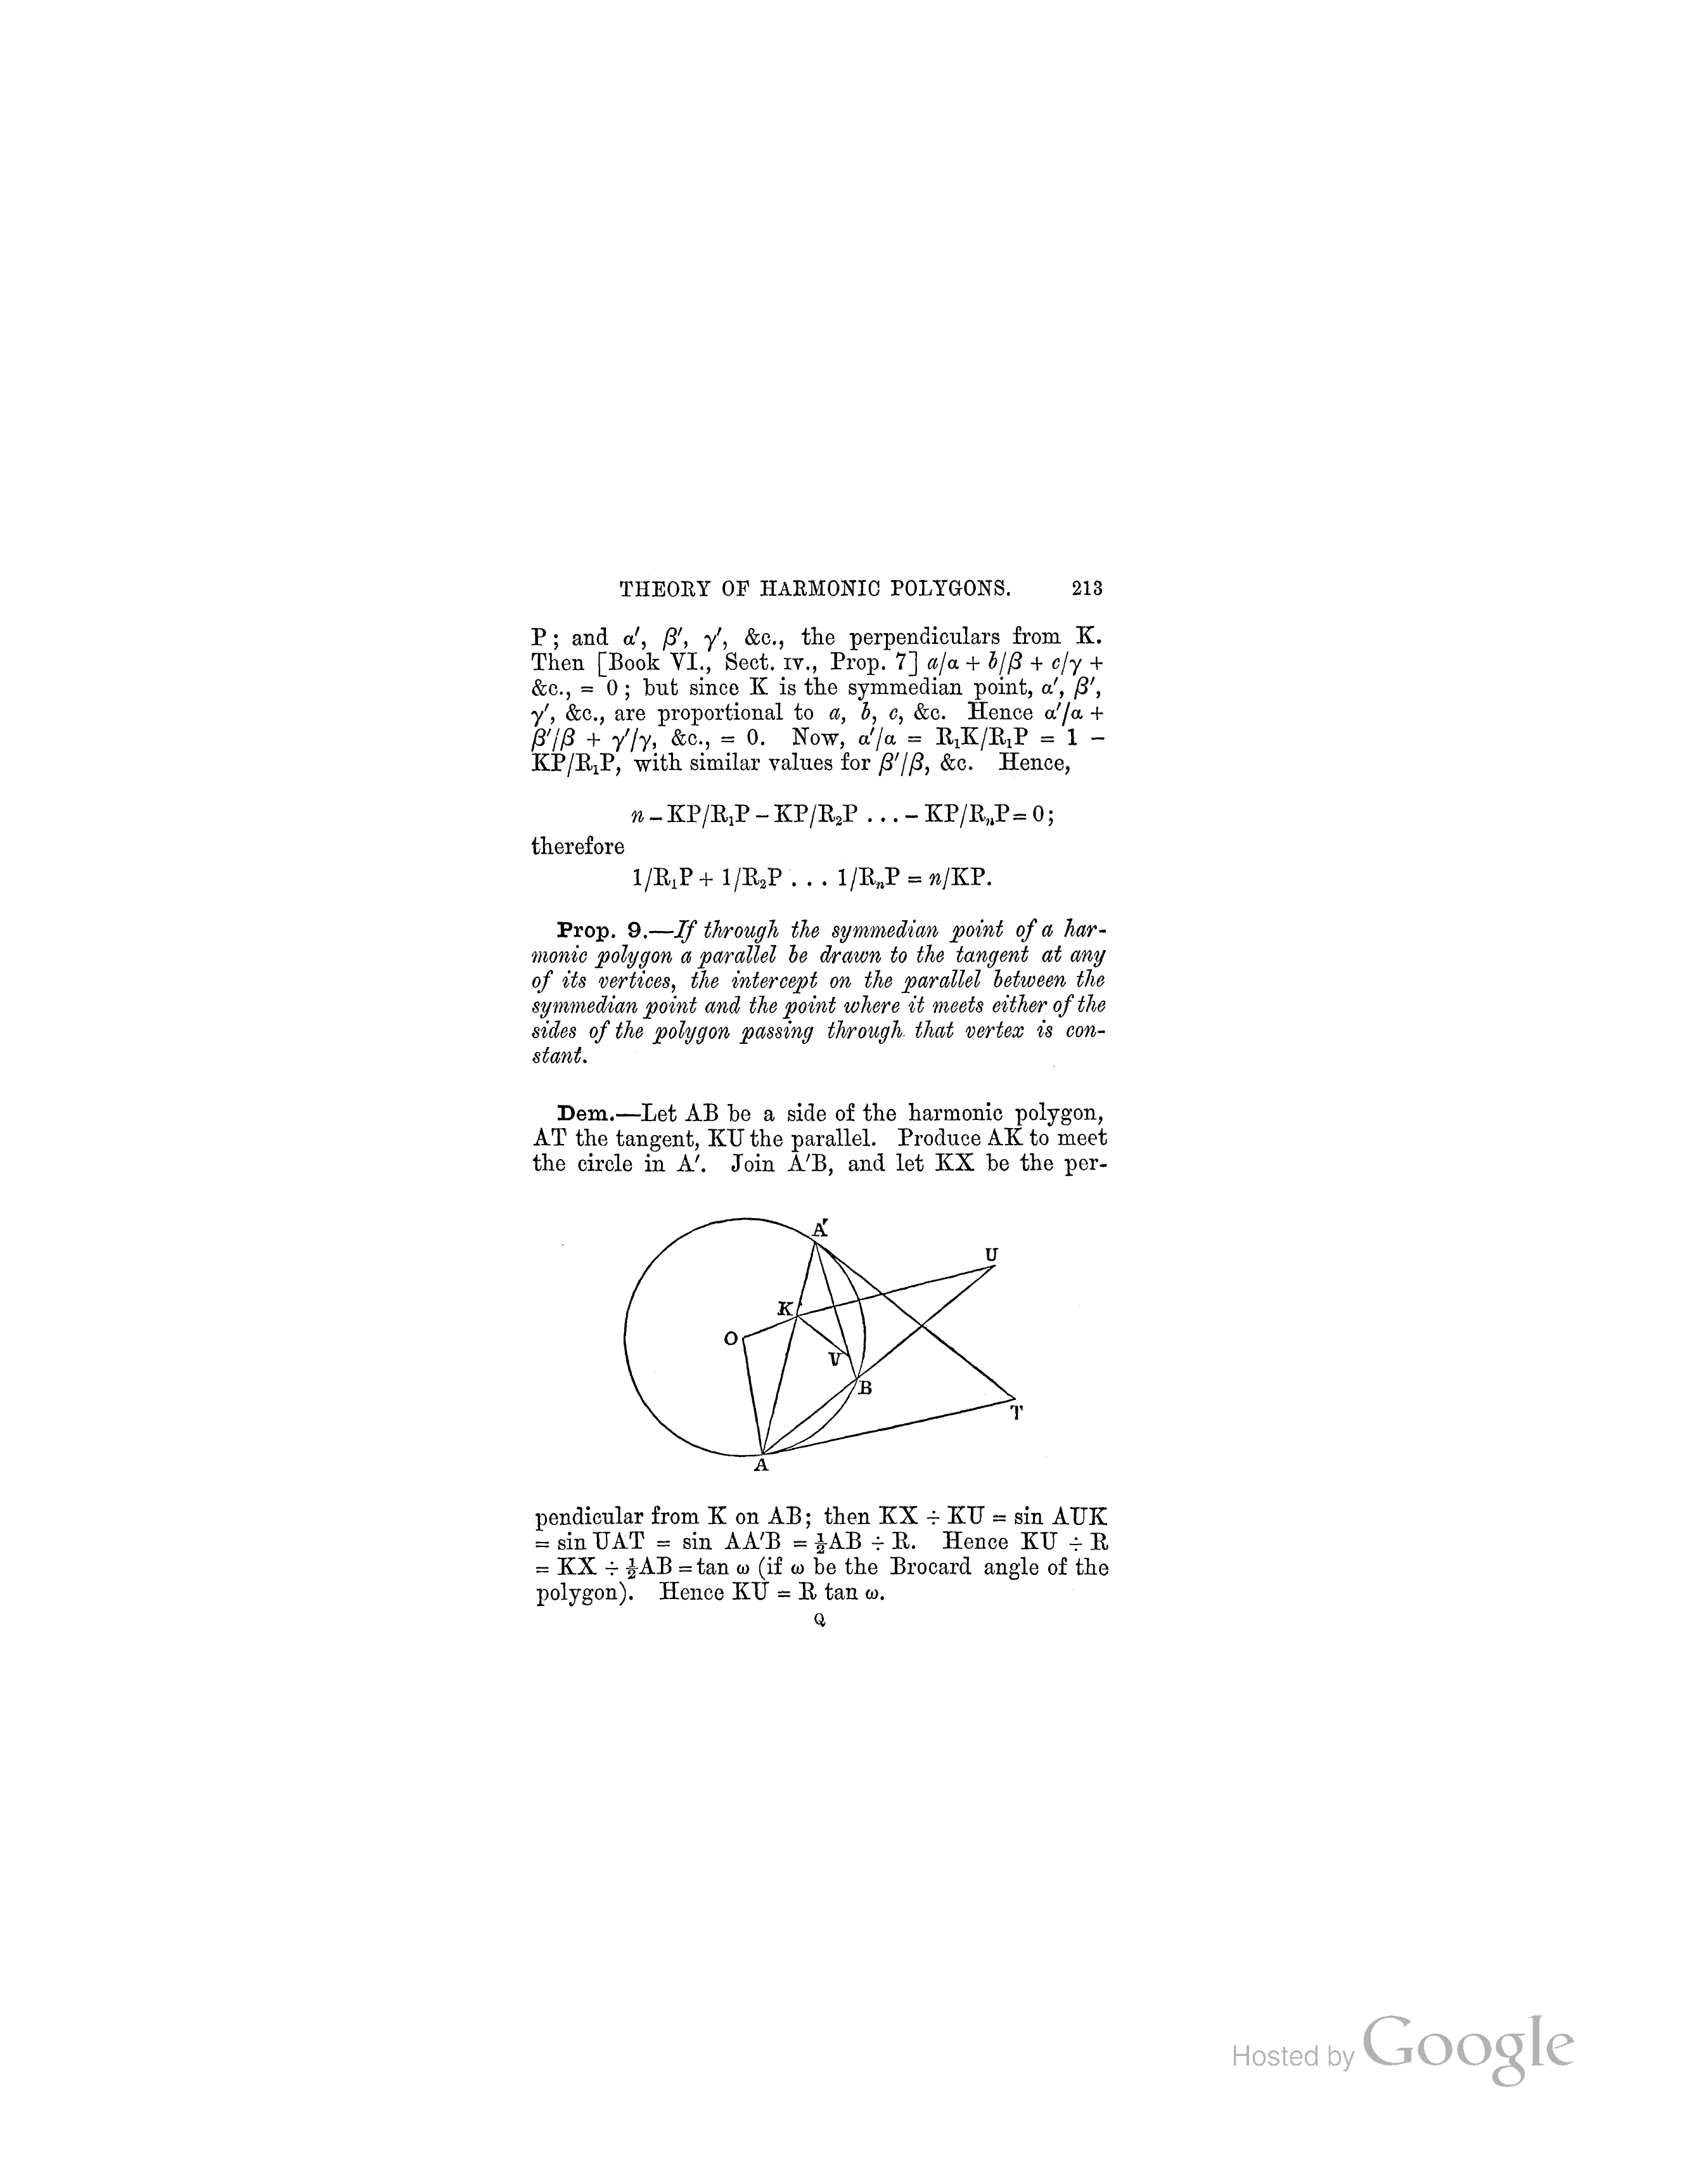 THEORY OF HARMONIC POLYGONS. 213
P; and α′, β′, γ′, &c., the perpendiculars from K.
Then [Book VI., Sect. IV., Prop. 7] a/α + b/β + c/γ +
&c., = 0; but since K is the symmedian point, α′, β′,
γ′, &c., are proportional to a, b, c, &c. Hence α′/α +
β′/β + γ′/γ, &c., = 0. Now, α′/α = R₁K/R₁P = 1 –
KP/R₁P, with similar values for β′/β, &c. Hence,
n – KP/R₁P – KP/R₂P . . . – KP/RₙP = 0;
therefore
1/R₁P + 1/R₂P . . . 1/RₙP = n/KP.
Prop. 9.—If through the symmedian point of a har-
monic polygon a parallel be drawn to the tangent at any
of its vertices, the intercept on the parallel between the
symmedian point and the point where it meets either of the
sides of the polygon passing through that vertex is con-
stant.
Dem.—Let AB be a side of the harmonic polygon,
AT the tangent, KU the parallel. Produce AK to meet
the circle in A′. Join A′B, and let KX be the per-
A′
U
K
O
V
B
T
A
pendicular from K on AB; then KX ÷ KU = sin AUK
= sin UAT = sin AA′B = ½AB ÷ R. Hence KU ÷ R
= KX ÷ ½AB = tan ω (if ω be the Brocard angle of the
polygon). Hence KU = R tan ω.
Q
Hosted by Google